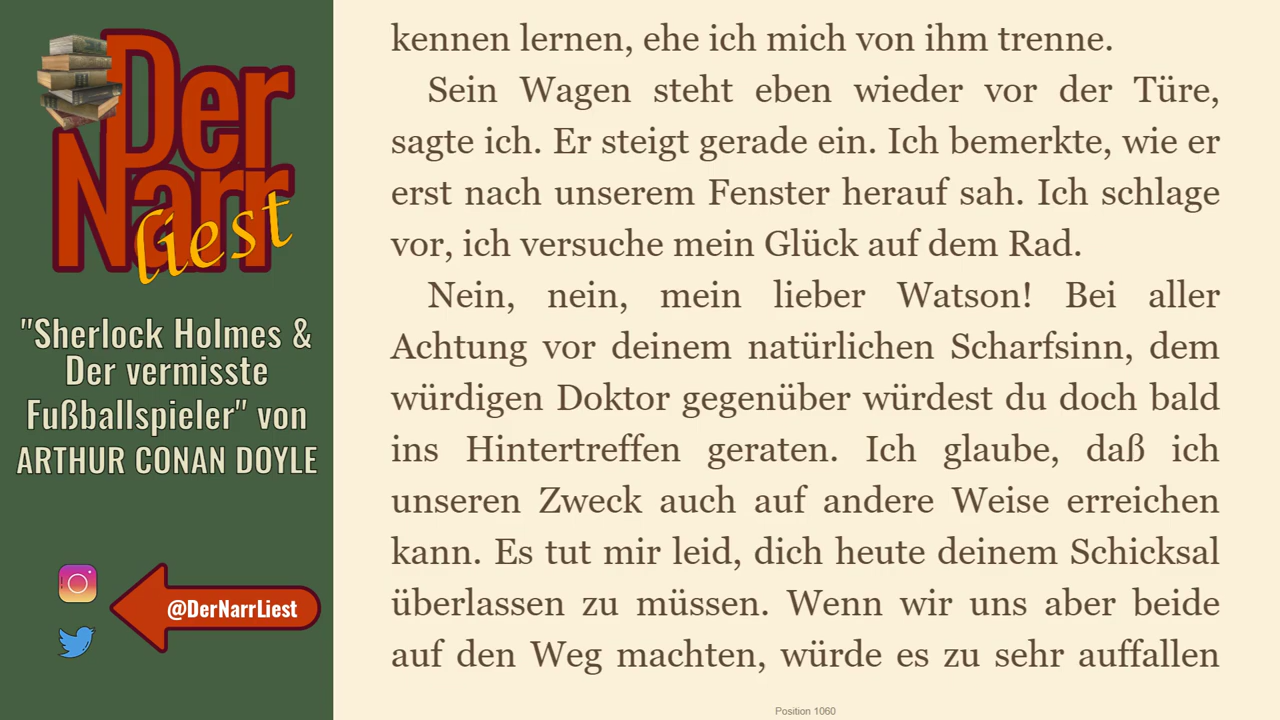 Der
Narr
liest
"Sherlock Holmes &
Der vermisste
Fußballspieler" von
ARTHUR CONAN DOYLE
@DerNarrLiest
kennen lernen, ehe ich mich von ihm trenne.
Sein Wagen steht eben wieder vor der Türe,
sagte ich. Er steigt gerade ein. Ich bemerkte, wie er
erst nach unserem Fenster herauf sah. Ich schlage
vor, ich versuche mein Glück auf dem Rad.
Nein, nein, mein lieber Watson! Bei aller
Achtung vor deinem natürlichen Scharfsinn, dem
würdigen Doktor gegenüber würdest du doch bald
ins Hintertreffen geraten. Ich glaube, daß ich
unseren Zweck auch auf andere Weise erreichen
kann. Es tut mir leid, dich heute deinem Schicksal
überlassen zu müssen. Wenn wir uns aber beide
auf den Weg machten, würde es zu sehr auffallen
Position 1060